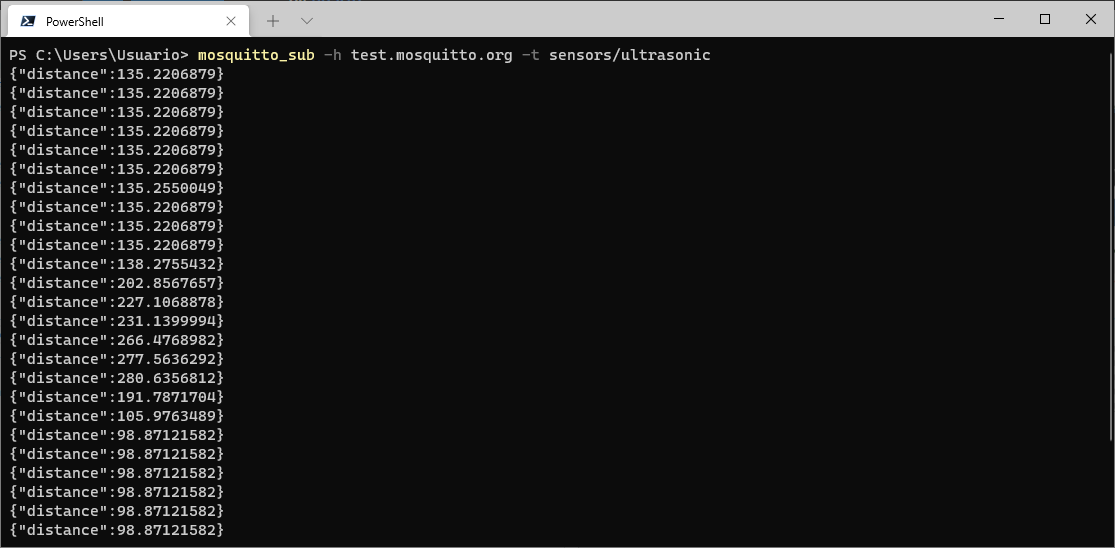 PowerShell
PS C:\Users\Usuario> mosquitto_sub -h test.mosquitto.org -t sensors/ultrasonic
{"distance":135.2206879}
{"distance":135.2206879}
{"distance":135.2206879}
{"distance":135.2206879}
{"distance":135.2206879}
{"distance":135.2206879}
{"distance":135.2550049}
{"distance":135.2206879}
{"distance":135.2206879}
{"distance":135.2206879}
{"distance":138.2755432}
{"distance":202.8567657}
{"distance":227.1068878}
{"distance":231.1399994}
{"distance":266.4768982}
{"distance":277.5636292}
{"distance":280.6356812}
{"distance":191.7871704}
{"distance":105.9763489}
{"distance":98.87121582}
{"distance":98.87121582}
{"distance":98.87121582}
{"distance":98.87121582}
{"distance":98.87121582}
{"distance":98.87121582}